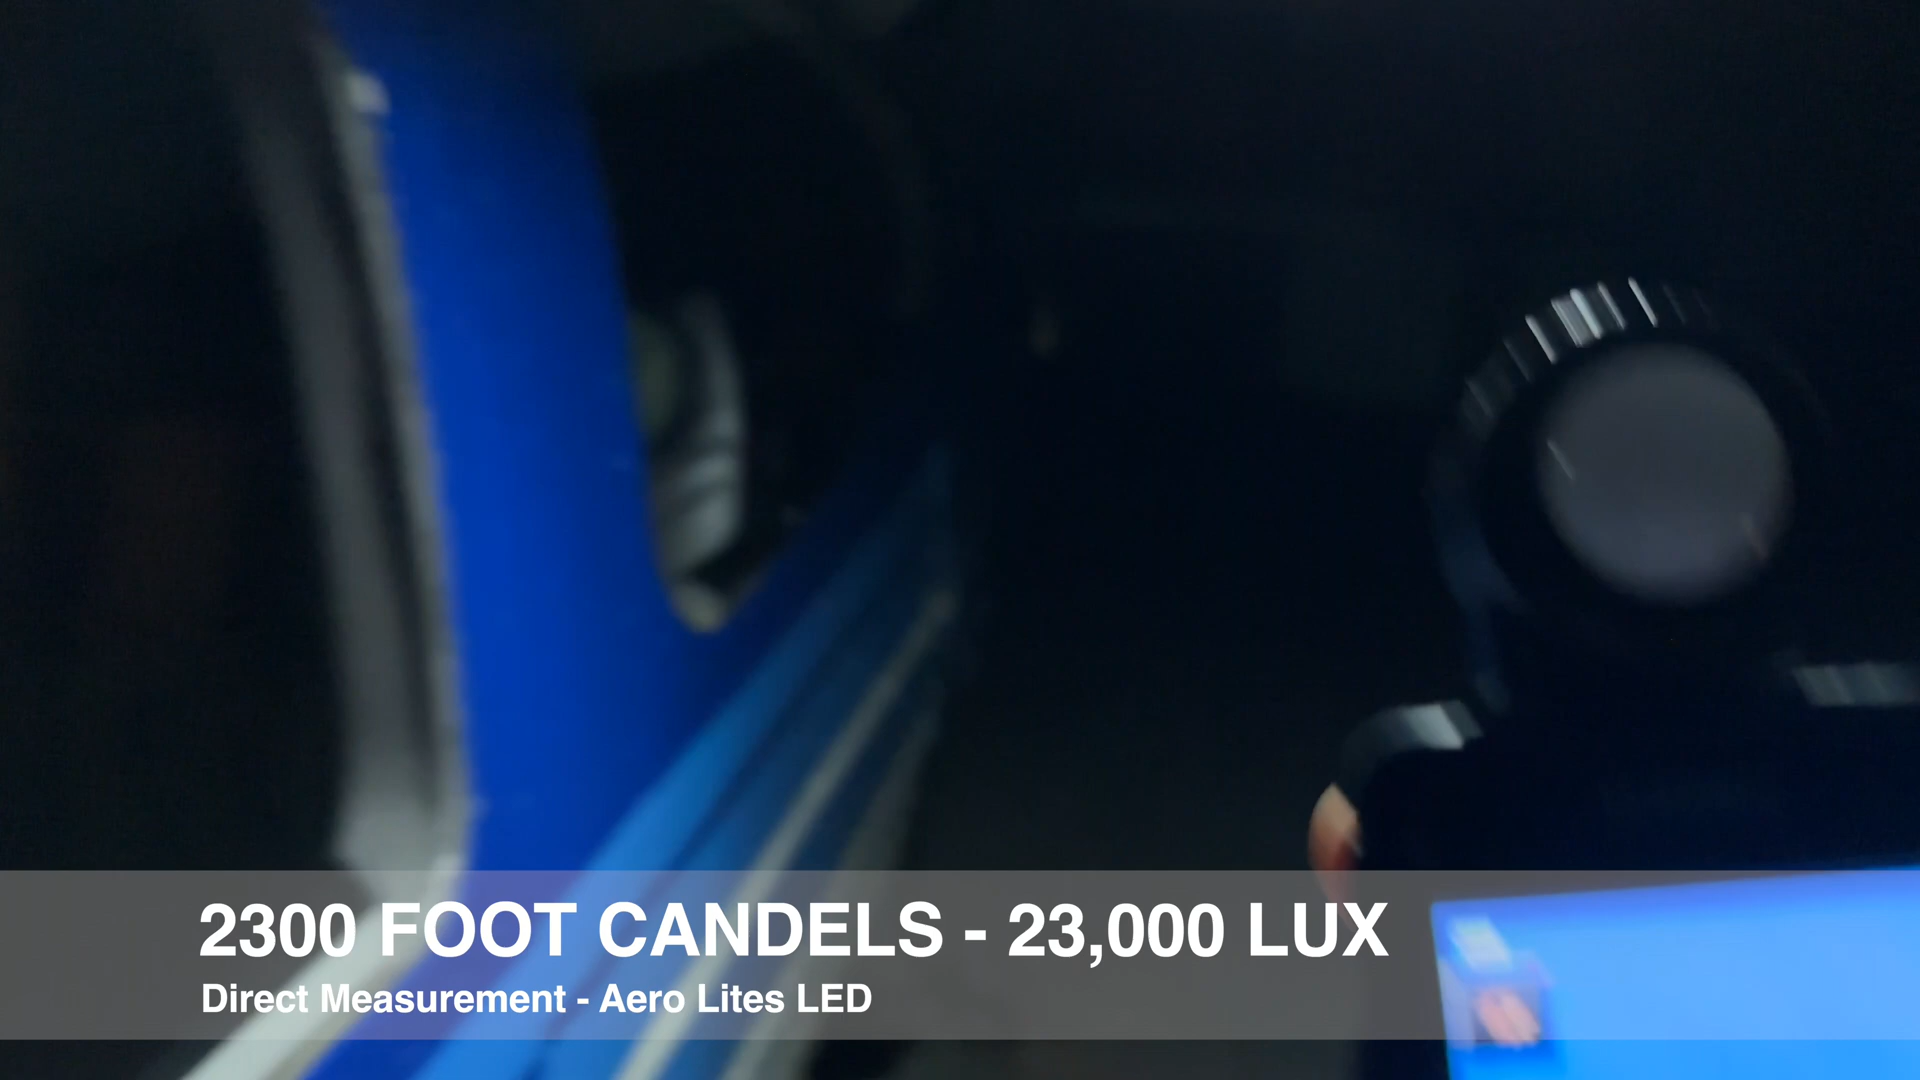 2300 FOOT CANDELS - 23,000 LUX
Direct Measurement - Aero Lites LED